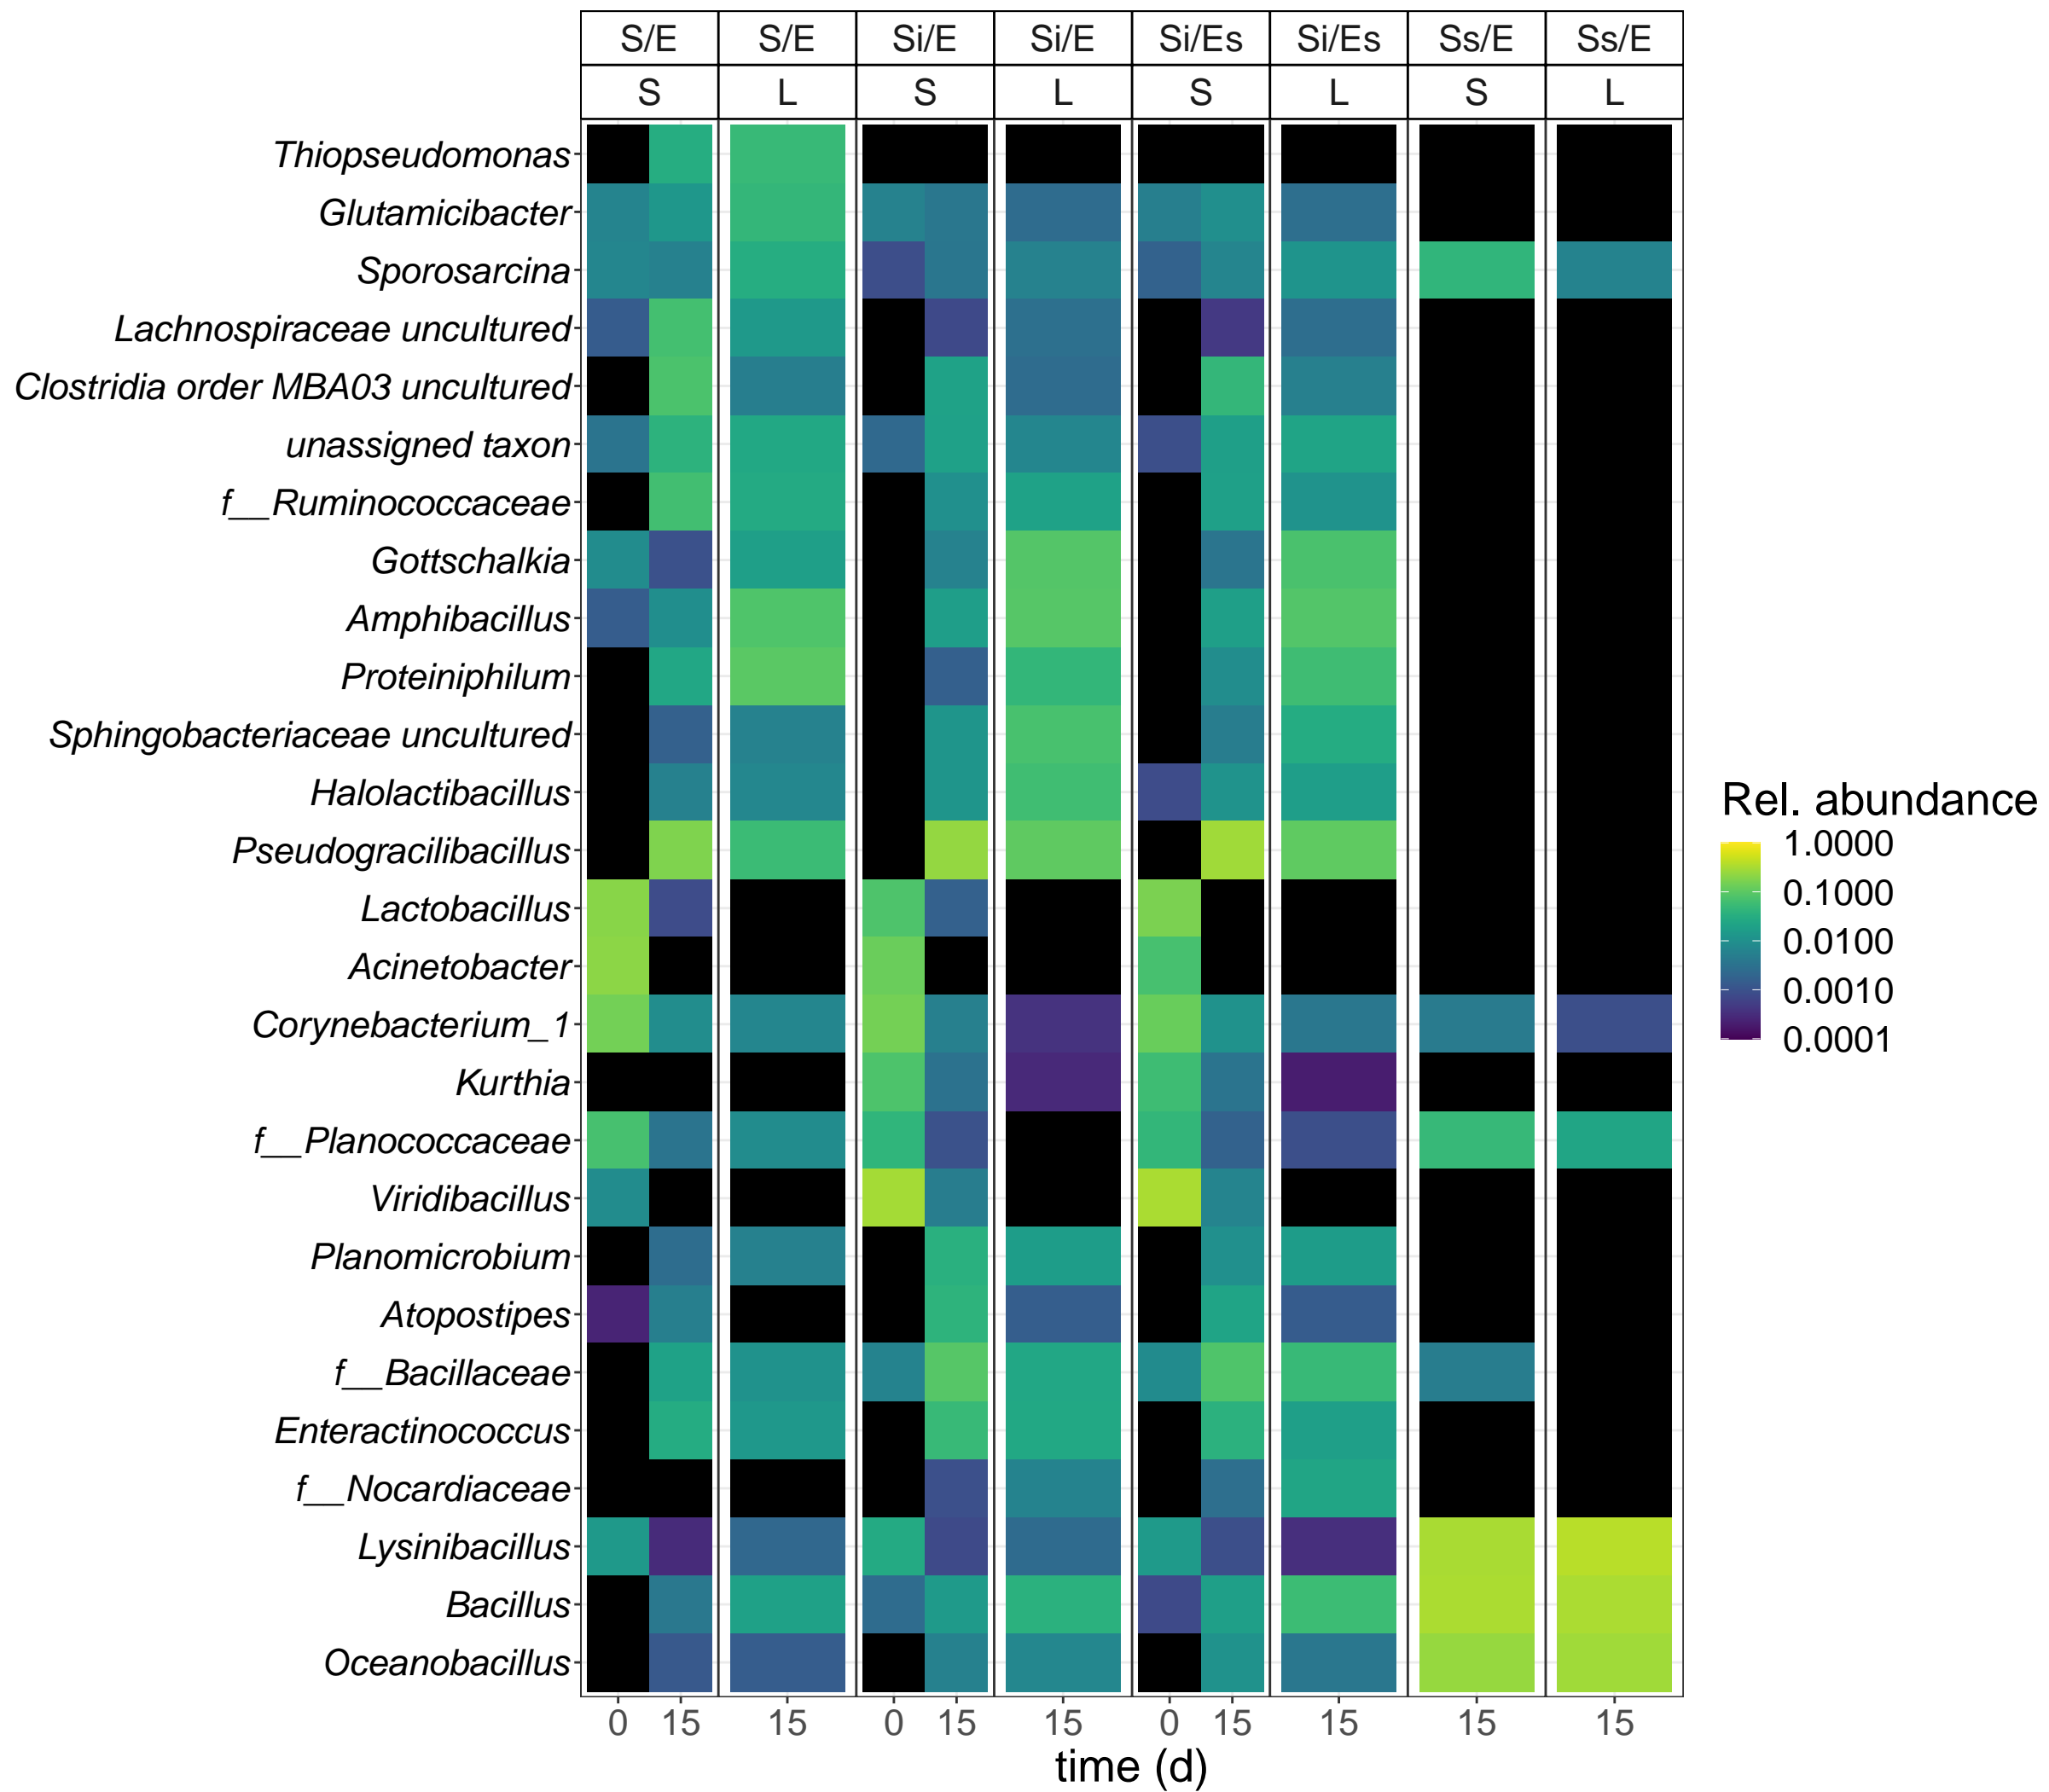 S/E S/E Si/E Si/E Si/Es Si/Es Ss/E Ss/E
S L S L S L S L
Thiopseudomonas
Glutamicibacter
Sporosarcina
Lachnospiraceae uncultured
Clostridia order MBA03 uncultured
unassigned taxon
f__Ruminococcaceae
Gottschalkia
Amphibacillus
Proteiniphilum
Sphingobacteriaceae uncultured
Halolactibacillus
Pseudogracilibacillus
Lactobacillus
Acinetobacter
Corynebacterium_1
Kurthia
f__Planococcaceae
Viridibacillus
Planomicrobium
Atopostipes
f__Bacillaceae
Enteractinococcus
f__Nocardiaceae
Lysinibacillus
Bacillus
Oceanobacillus
0 15 15 0 15 15 0 15 15 15 15
time (d)
Rel. abundance
1.0000
0.1000
0.0100
0.0010
0.0001